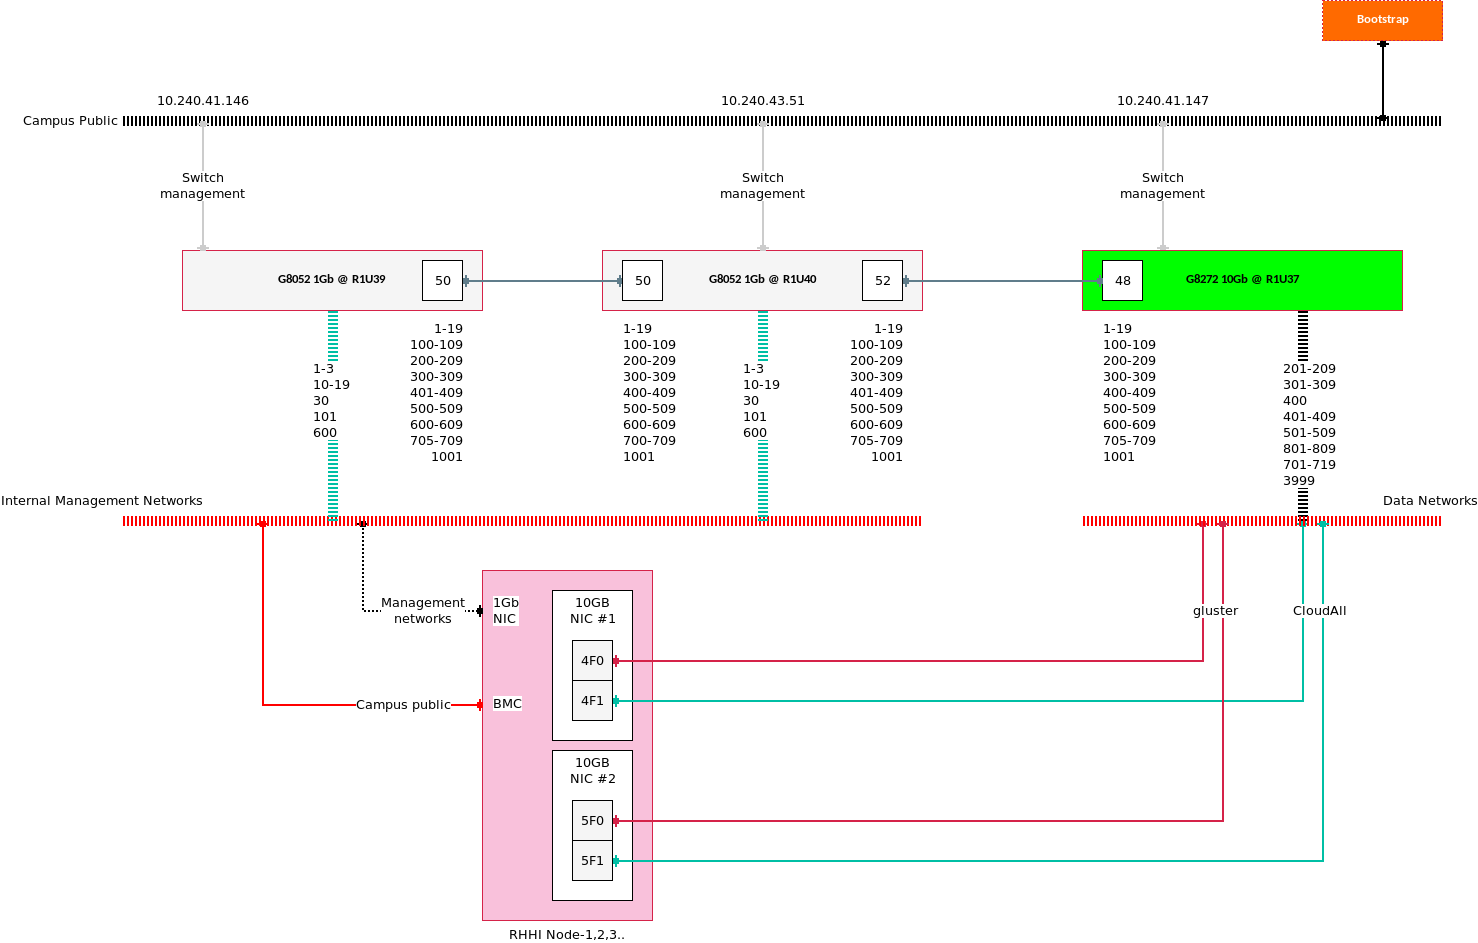 Bootstrap
10.240.41.146
10.240.43.51
10.240.41.147
Campus Public
Switch
management
Switch
management
Switch
management
G8052 1Gb @ R1U39
50
50
G8052 1Gb @ R1U40
52
48
G8272 10Gb @ R1U37
1-3
10-19
30
101
600
1-19
100-109
200-209
300-309
401-409
500-509
600-609
705-709
1001
1-19
100-109
200-209
300-309
400-409
500-509
600-609
700-709
1001
1-3
10-19
30
101
600
1-19
100-109
200-209
300-309
401-409
500-509
600-609
705-709
1001
1-19
100-109
200-209
300-309
400-409
500-509
600-609
705-709
1001
201-209
301-309
400
401-409
501-509
801-809
701-719
3999
Internal Management Networks
Data Networks
Management
networks
1Gb
NIC
10GB
NIC #1
gluster
CloudAll
4F0
4F1
Campus public
BMC
10GB
NIC #2
5F0
5F1
RHHI Node-1,2,3..